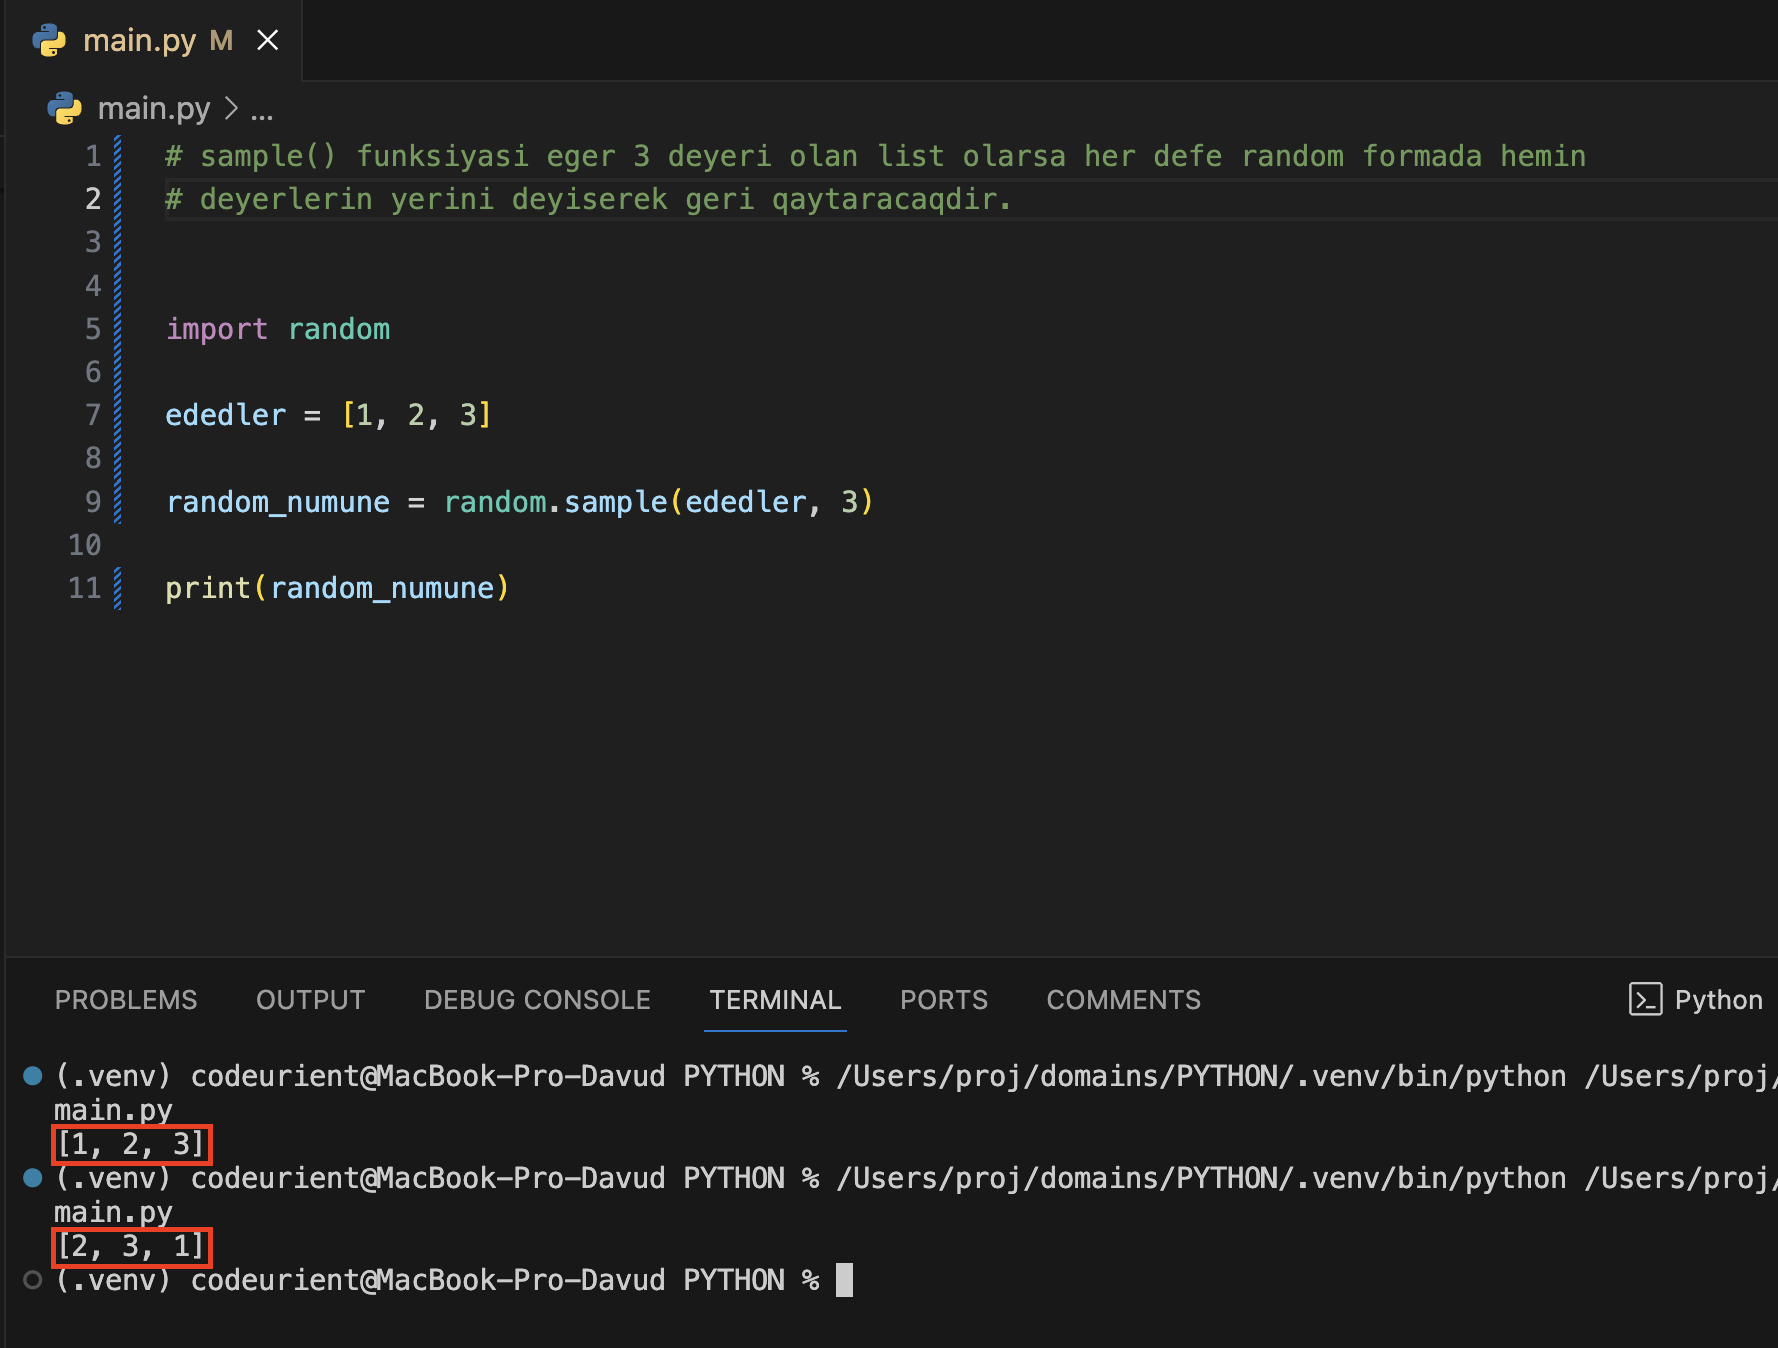 main.py M
main.py > ...
1 # sample() funksiyasi eger 3 deyeri olan list olarsa her defe random formada hemin
2 # deyerlerin yerini deyiserek geri qaytaracaqdir.
3
4
5 import random
6
7 ededler = [1, 2, 3]
8
9 random_numune = random.sample(ededler, 3)
10
11 print(random_numune)
PROBLEMS OUTPUT DEBUG CONSOLE TERMINAL PORTS COMMENTS Python
(.venv) codeurient@MacBook-Pro-Davud PYTHON % /Users/proj/domains/PYTHON/.venv/bin/python /Users/proj/
main.py
[1, 2, 3]
(.venv) codeurient@MacBook-Pro-Davud PYTHON % /Users/proj/domains/PYTHON/.venv/bin/python /Users/proj/
main.py
[2, 3, 1]
(.venv) codeurient@MacBook-Pro-Davud PYTHON %